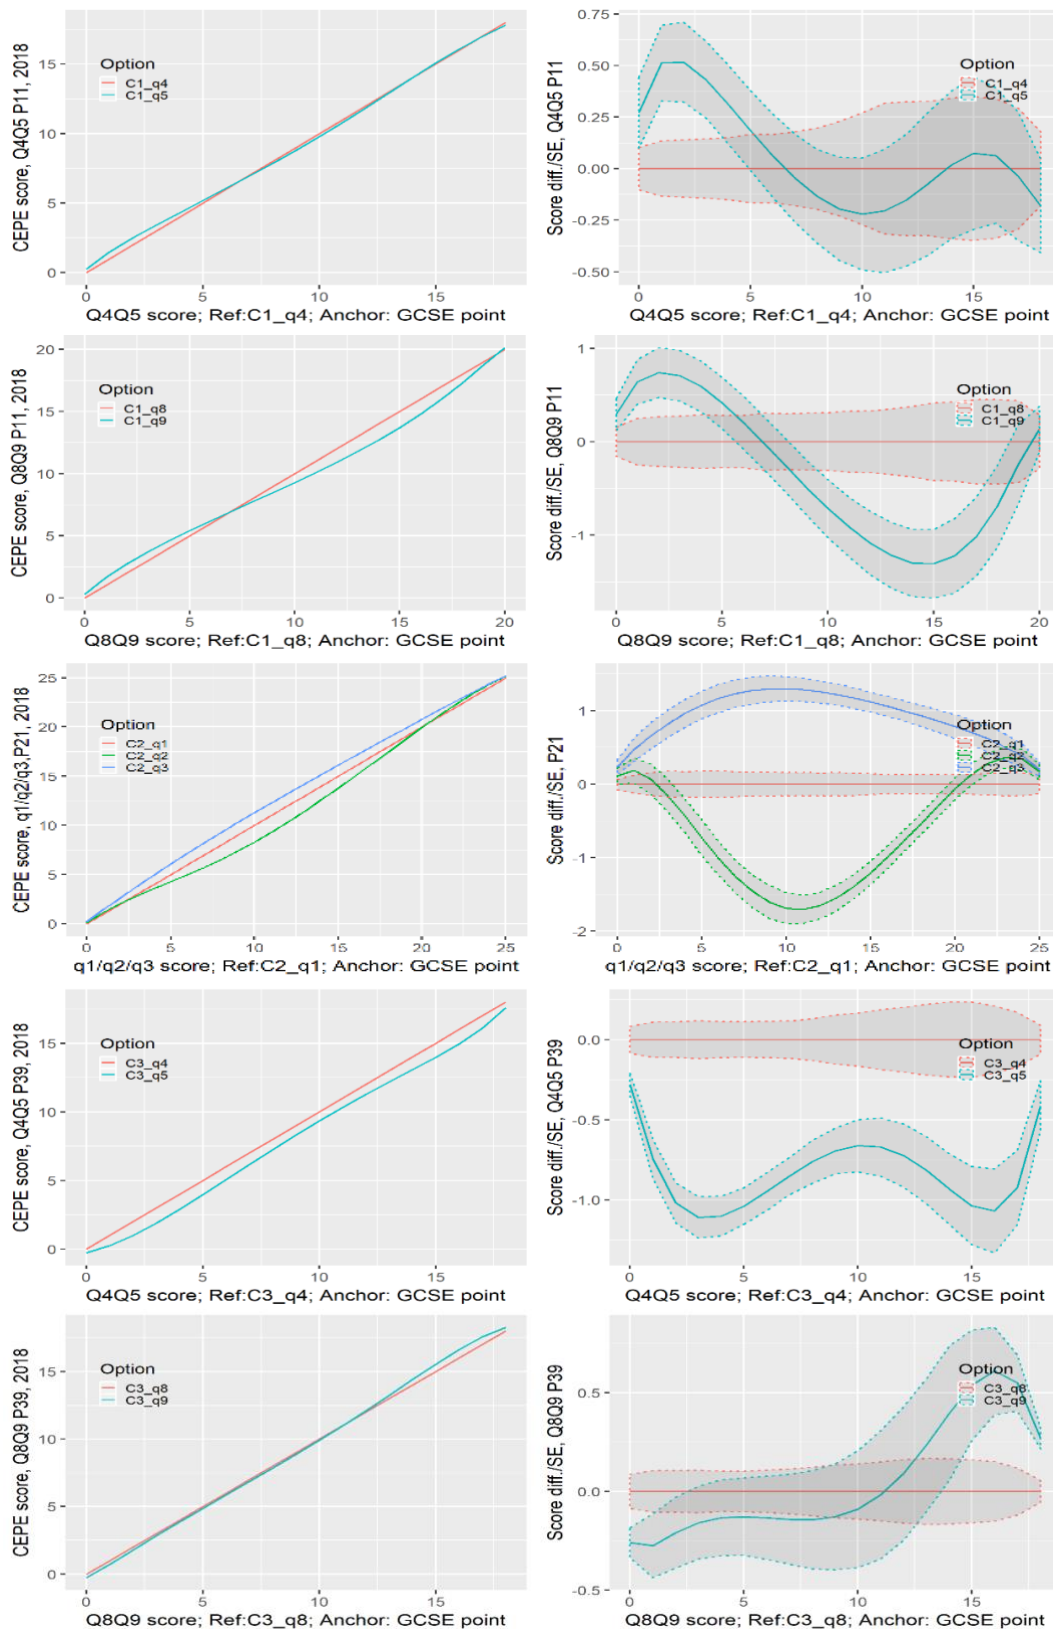 CEPE score, Q4Q5 P11, 2018
15
10
5
0
Option
C1_q4
C1_q5
0
5
10
15
Q4Q5 score; Ref:C1_q4; Anchor: GCSE point
Score diff./SE, Q4Q5 P11
0.75
0.50
0.25
0.00
-0.25
-0.50
Option
C1_q4
C1_q5
0
5
10
15
Q4Q5 score; Ref:C1_q4; Anchor: GCSE point
CEPE score, Q8Q9 P11, 2018
20
15
10
5
0
Option
C1_q8
C1_q9
0
5
10
15
20
Q8Q9 score; Ref:C1_q8; Anchor: GCSE point
Score diff./SE, Q8Q9 P11
1
0
-1
Option
C1_q8
C1_q9
0
5
10
15
20
Q8Q9 score; Ref:C1_q8; Anchor: GCSE point
CEPE score, q1/q2/q3,P21, 2018
25
20
15
10
5
0
Option
C2_q1
C2_q2
C2_q3
0
5
10
15
20
25
q1/q2/q3 score; Ref:C2_q1; Anchor: GCSE point
Score diff./SE, P21
1
0
-1
-2
Option
C2_q1
C2_q2
C2_q3
0
5
10
15
20
25
q1/q2/q3 score; Ref:C2_q1; Anchor: GCSE point
CEPE score, Q4Q5 P39, 2018
15
10
5
0
Option
C3_q4
C3_q5
0
5
10
15
Q4Q5 score; Ref:C3_q4; Anchor: GCSE point
Score diff./SE, Q4Q5 P39
0.0
-0.5
-1.0
Option
C3_q4
C3_q5
0
5
10
15
Q4Q5 score; Ref:C3_q4; Anchor: GCSE point
CEPE score, Q8Q9 P39, 2018
15
10
5
0
Option
C3_q8
C3_q9
0
5
10
15
Q8Q9 score; Ref:C3_q8; Anchor: GCSE point
Score diff./SE, Q8Q9 P39
0.5
0.0
-0.5
Option
C3_q8
C3_q9
0
5
10
15
Q8Q9 score; Ref:C3_q8; Anchor: GCSE point